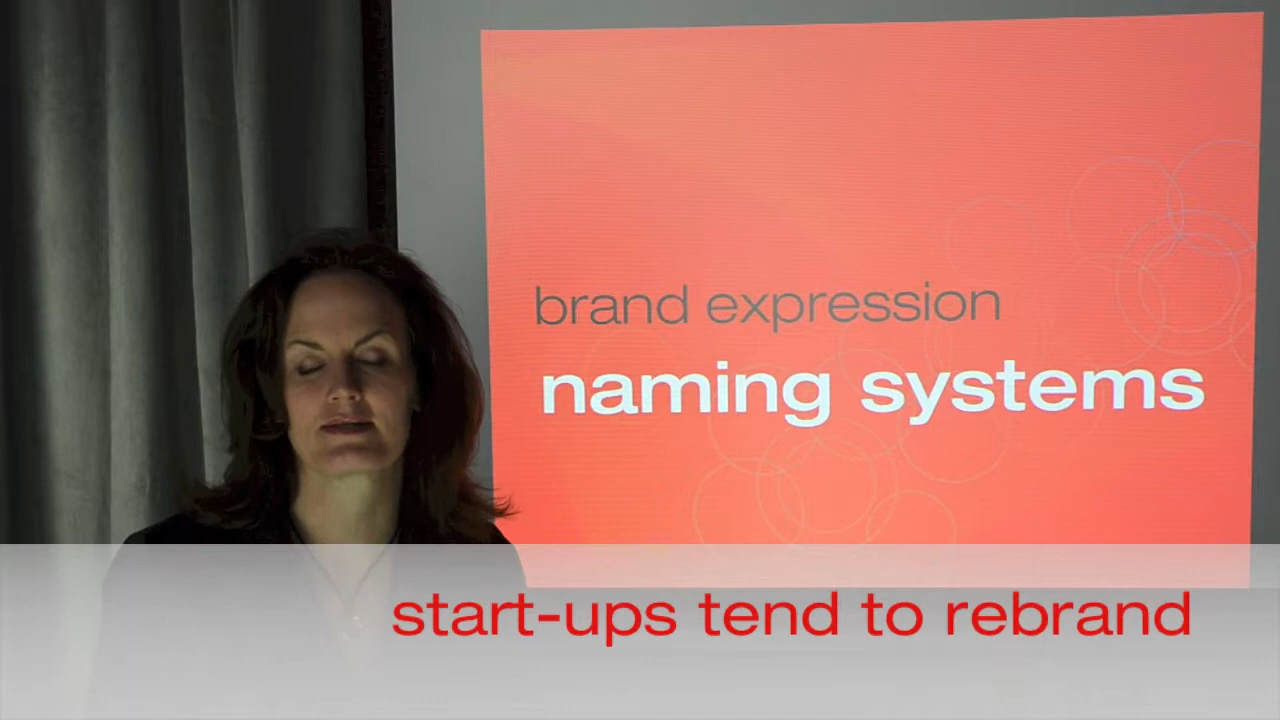 brand expression
naming systems
start-ups tend to rebrand